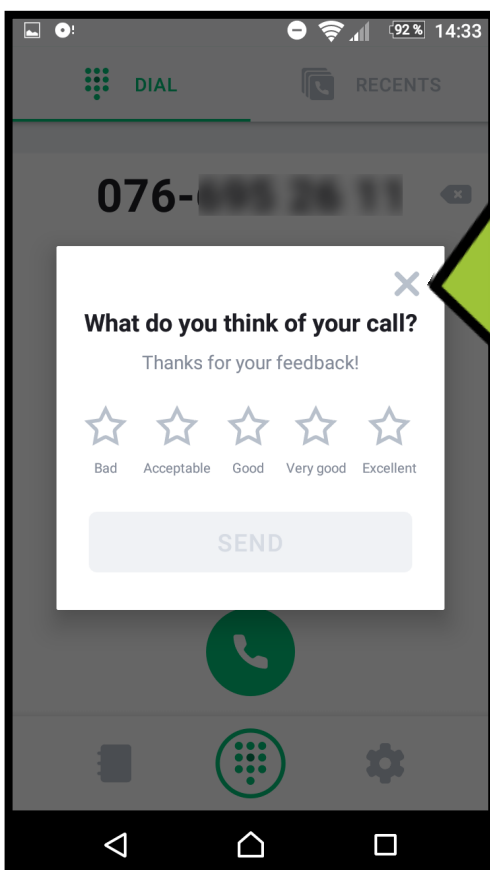 92% 14:33
DIAL RECENTS
076-
What do you think of your call?
Thanks for your feedback!
Bad Acceptable Good Very good Excellent
SEND